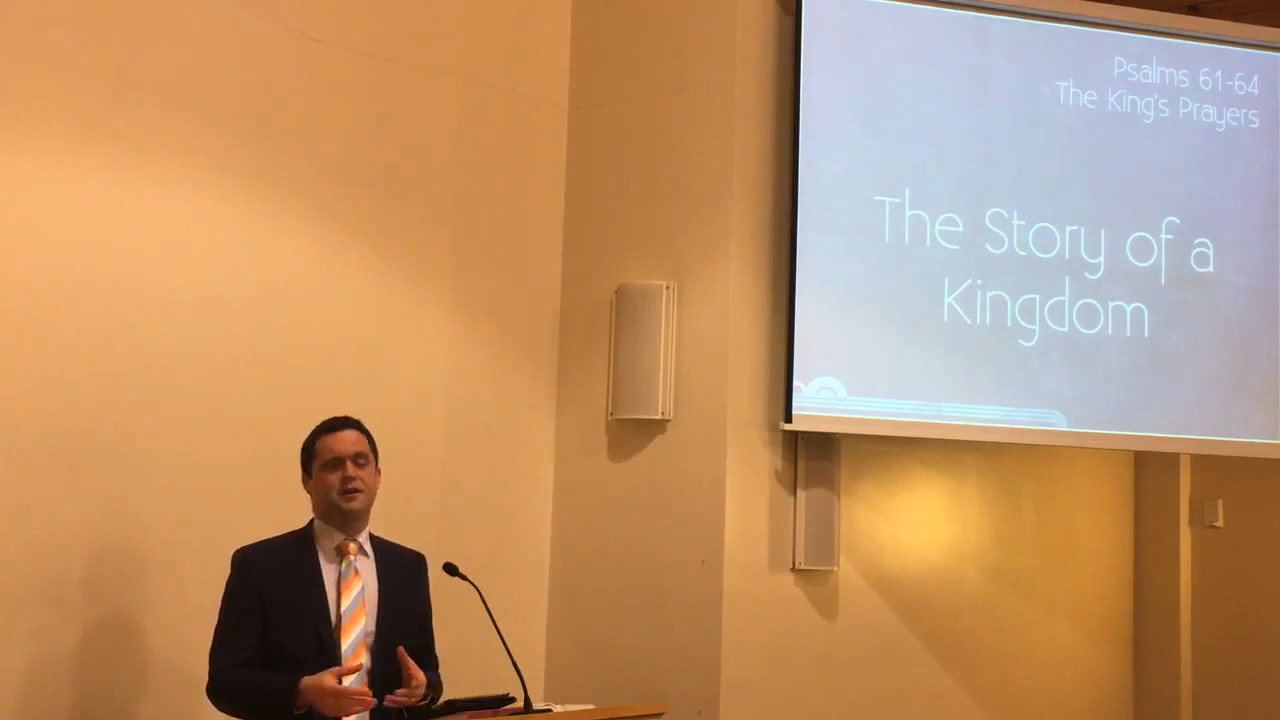 Psalms 61-64
The King's Prayers
The Story of a
Kingdom